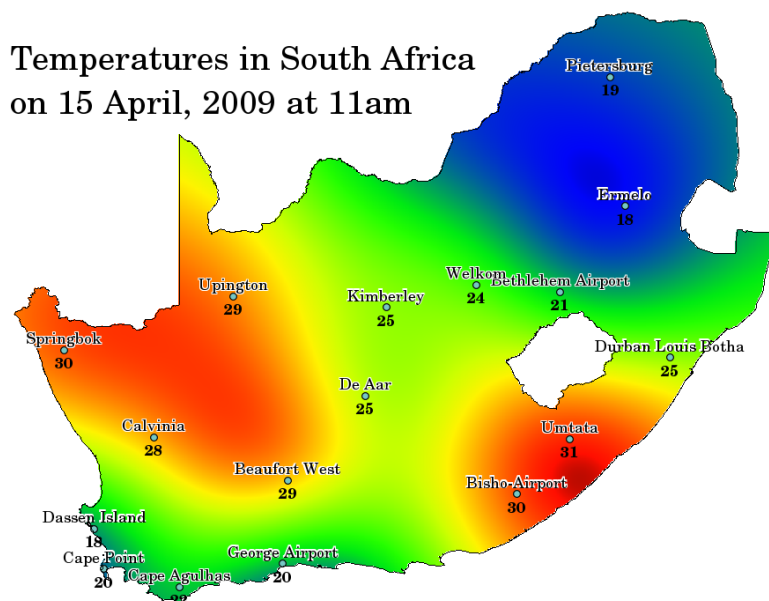 Temperatures in South Africa
on 15 April, 2009 at 11am
Pietersburg
19
Ermelo
18
Welkom
24
Bethlehem Airport
21
Upington
29
Kimberley
25
Springbok
30
Durban Louis Botha
25
De Aar
25
Calvinia
28
Umtata
31
Beaufort West
29
Bisho-Airport
30
Dassen Island
18
Cape Point
20
George Airport
20
Cape Agulhas
22